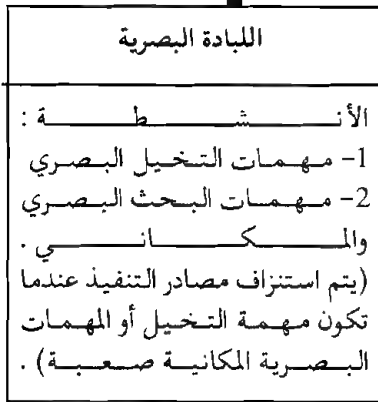 اللبادة البصرية
الأنشطة :
1- مهمات التخيل البصري
2- مهمات البحث البصري
والمكاني .
(يتم استنزاف مصادر التنفيذ عندما
تكون مهمة التخيل أو المهمات
البصرية المكانية صعبة) .